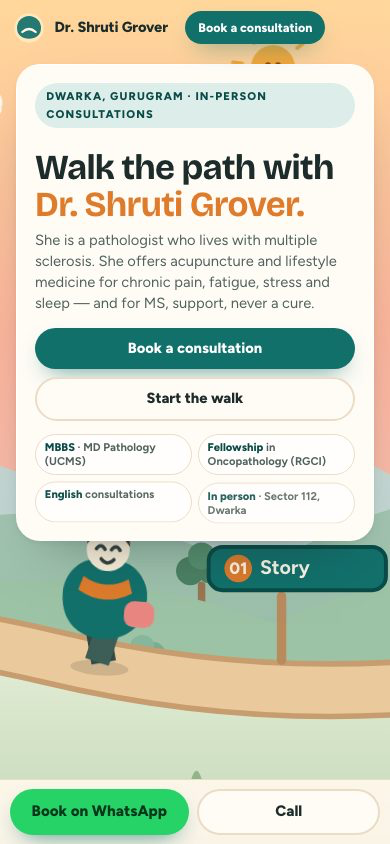 Dr. Shruti Grover
Book a consultation
DWARKA, GURUGRAM · IN-PERSON
CONSULTATIONS
Walk the path with
Dr. Shruti Grover.
She is a pathologist who lives with multiple
sclerosis. She offers acupuncture and lifestyle
medicine for chronic pain, fatigue, stress and
sleep — and for MS, support, never a cure.
Book a consultation
Start the walk
MBBS · MD Pathology
(UCMS)
Fellowship in
Oncopathology (RGCI)
English consultations
In person · Sector 112,
Dwarka
01 Story
Book on WhatsApp
Call